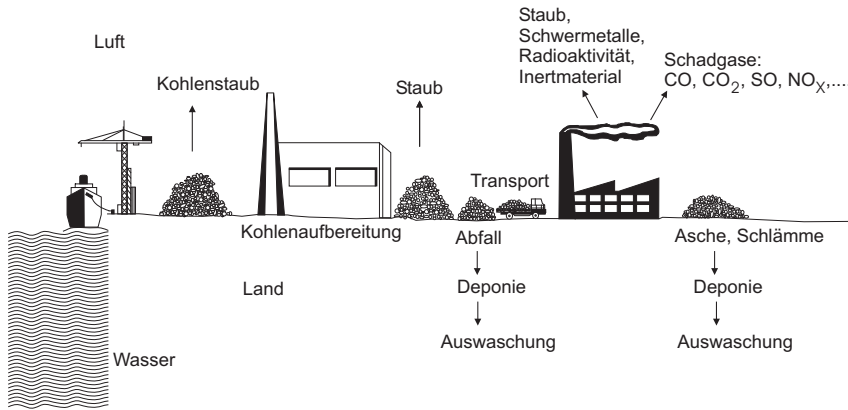 Luft
Kohlenstaub
Staub
Staub,
Schwermetalle,
Radioaktivität,
Inertmaterial
Schadgase:
CO, CO₂, SO, NOₓ,....
Transport
Kohlenaufbereitung
Abfall
Asche, Schlämme
Land
Deponie
Deponie
Auswaschung
Auswaschung
Wasser